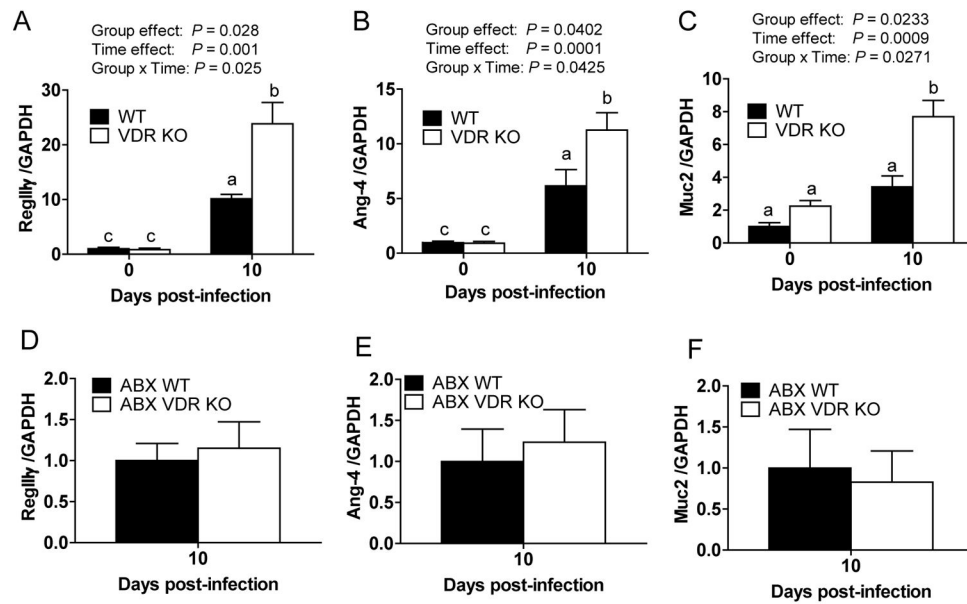 A
Group effect: P = 0.028
Time effect: P = 0.001
Group x Time: P = 0.025
30
20
10
0
RegIIIγ /GAPDH
WT
VDR KO
c
c
a
b
0
10
Days post-infection
B
Group effect: P = 0.0402
Time effect: P = 0.0001
Group x Time: P = 0.0425
15
10
5
0
Ang-4 /GAPDH
WT
VDR KO
c
c
a
b
0
10
Days post-infection
C
Group effect: P = 0.0233
Time effect: P = 0.0009
Group x Time: P = 0.0271
10
8
6
4
2
0
Muc2 /GAPDH
WT
VDR KO
a
a
a
b
0
10
Days post-infection
D
2.0
1.5
1.0
0.5
0.0
RegIIIγ /GAPDH
ABX WT
ABX VDR KO
10
Days post-infection
E
2.0
1.5
1.0
0.5
0.0
Ang-4 /GAPDH
ABX WT
ABX VDR KO
10
Days post-infection
F
2.0
1.5
1.0
0.5
0.0
Muc2 /GAPDH
ABX WT
ABX VDR KO
10
Days post-infection